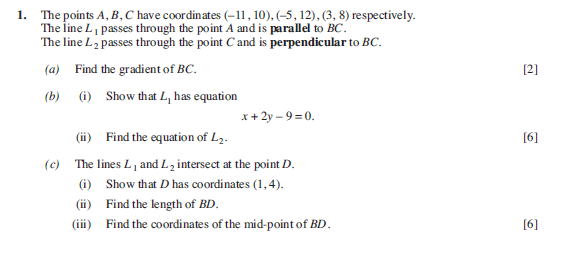 1. The points A, B, C have coordinates (−11, 10), (−5, 12), (3, 8) respectively.
The line L₁ passes through the point A and is parallel to BC.
The line L₂ passes through the point C and is perpendicular to BC.
(a) Find the gradient of BC. [2]
(b) (i) Show that L₁ has equation
x + 2y − 9 = 0.
(ii) Find the equation of L₂. [6]
(c) The lines L₁ and L₂ intersect at the point D.
(i) Show that D has coordinates (1, 4).
(ii) Find the length of BD.
(iii) Find the coordinates of the mid-point of BD. [6]